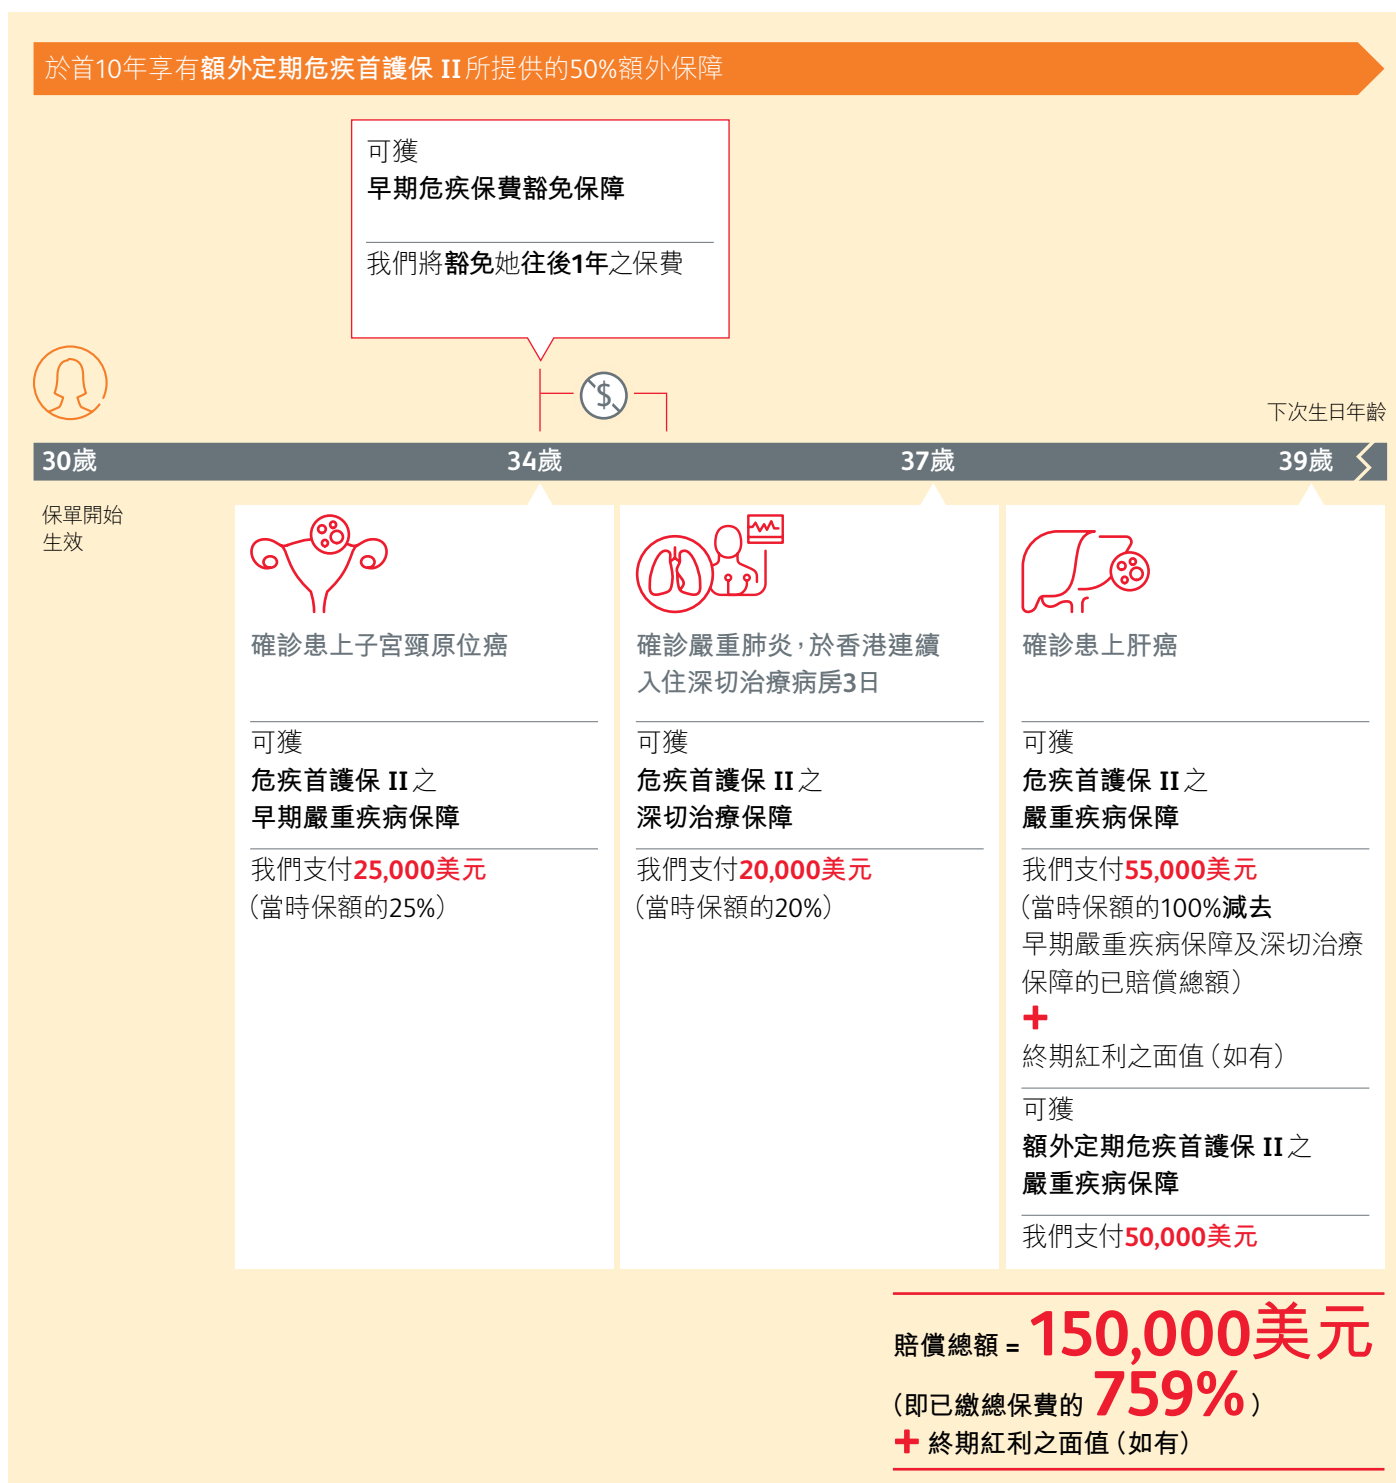 於首10年享有額外定期危疾首護保 II 所提供的50%額外保障
可獲
早期危疾保費豁免保障
我們將豁免她往後1年之保費
$
下次生日年齡
30歲
34歲
37歲
39歲
保單開始
生效
確診患上子宮頸原位癌
可獲
危疾首護保 II 之
早期嚴重疾病保障
我們支付25,000美元
（當時保額的25%）
確診嚴重肺炎，於香港連續
入住深切治療病房3日
可獲
危疾首護保 II 之
深切治療保障
我們支付20,000美元
（當時保額的20%）
確診患上肝癌
可獲
危疾首護保 II 之
嚴重疾病保障
我們支付55,000美元
（當時保額的100%減去
早期嚴重疾病保障及深切治療
保障的已賠償總額）
+
終期紅利之面值（如有）
可獲
額外定期危疾首護保 II 之
嚴重疾病保障
我們支付50,000美元
賠償總額 = 150,000美元
（即已繳總保費的 759%）
+ 終期紅利之面值（如有）